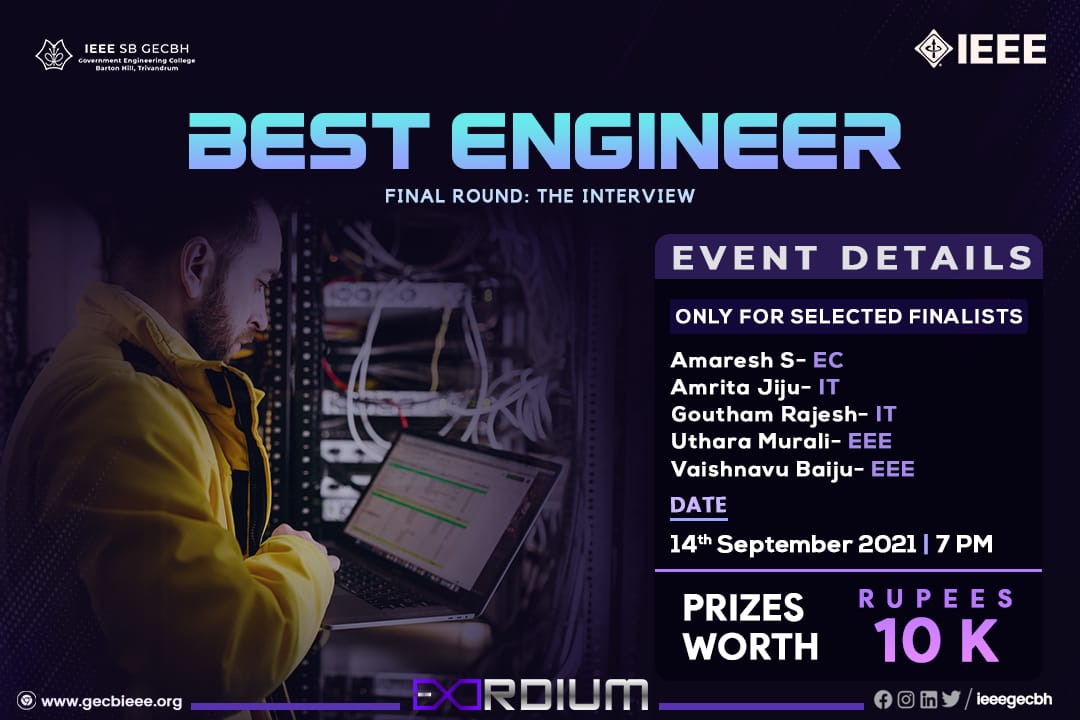 IEEE SB GECBH
Government Engineering College
Barton Hill, Trivandrum
IEEE
BEST ENGINEER
FINAL ROUND: THE INTERVIEW
EVENT DETAILS
ONLY FOR SELECTED FINALISTS
Amaresh S- EC
Amrita Jiju- IT
Goutham Rajesh- IT
Uthara Murali- EEE
Vaishnavu Baiju- EEE
DATE
14th September 2021 | 7 PM
PRIZES WORTH
RUPEES
10 K
www.gecbieee.org
EXORDIUM
/ ieeegecbh